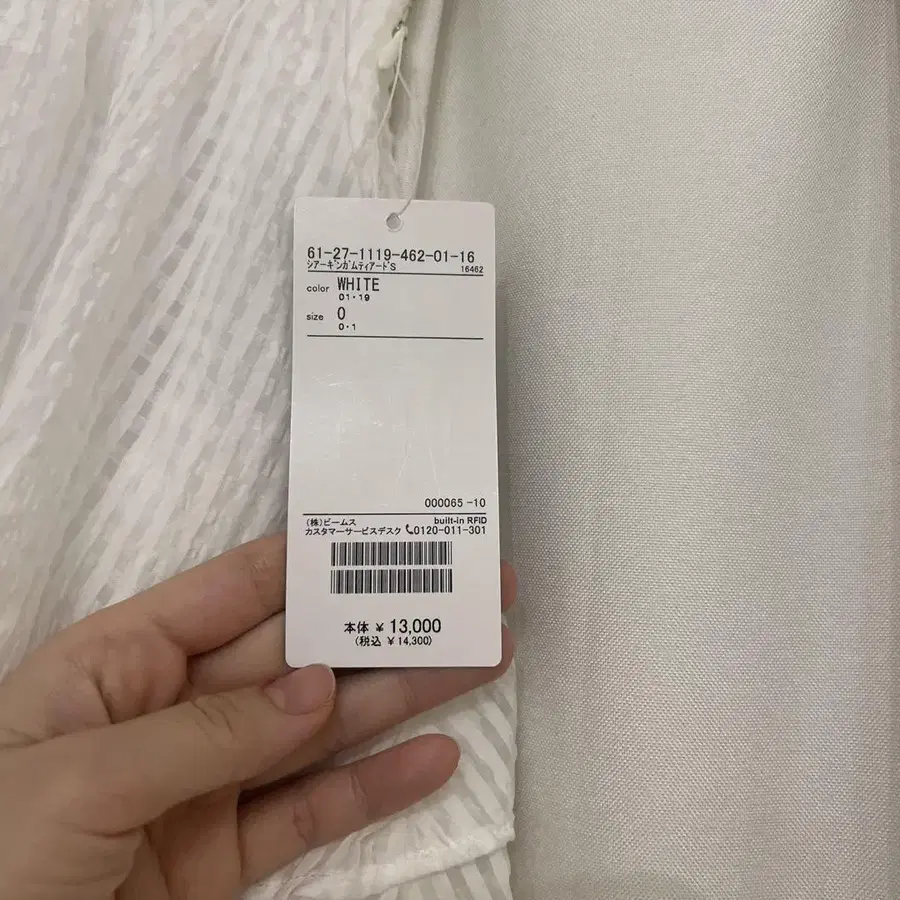 61-27-1119-462-01-16
シアーギンガムティアードS 16462
color WHITE
01・19
size 0
0・1
000065 -10
(株)ビームス built-in RFID
カスタマーサービスデスク 0120-011-301
本体 ¥ 13,000
(税込 ¥ 14,300)